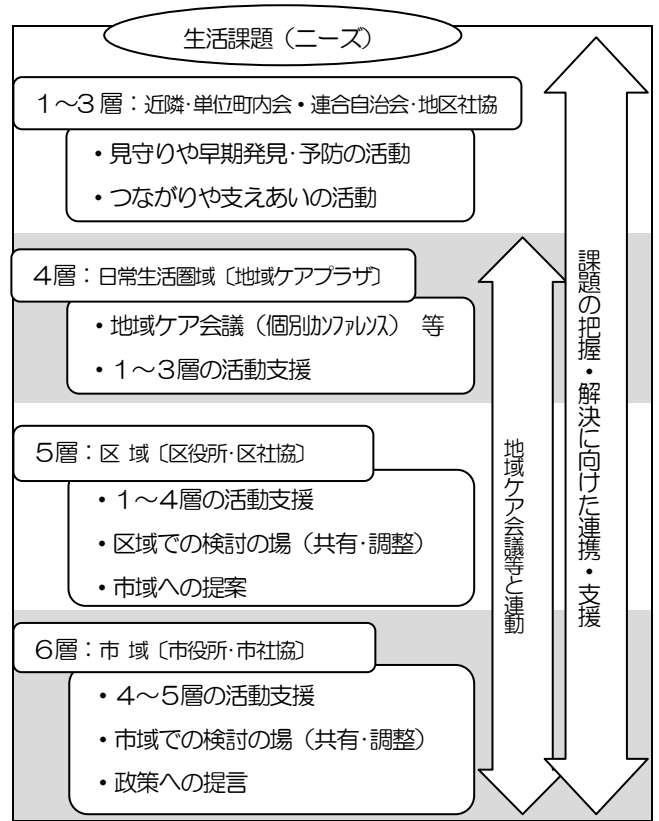 生活課題（ニーズ）
１～３層：近隣・単位町内会・連合自治会・地区社協
・見守りや早期発見・予防の活動
・つながりや支えあいの活動
４層：日常生活圏域〔地域ケアプラザ〕
・地域ケア会議（個別ｶﾝﾌｧﾚﾝｽ） 等
・１～３層の活動支援
５層：区 域〔区役所・区社協〕
・１～４層の活動支援
・区域での検討の場（共有・調整）
・市域への提案
６層：市 域〔市役所・市社協〕
・４～５層の活動支援
・市域での検討の場（共有・調整）
・政策への提言
地域ケア会議等と連動
課題の把握・解決に向けた連携・支援